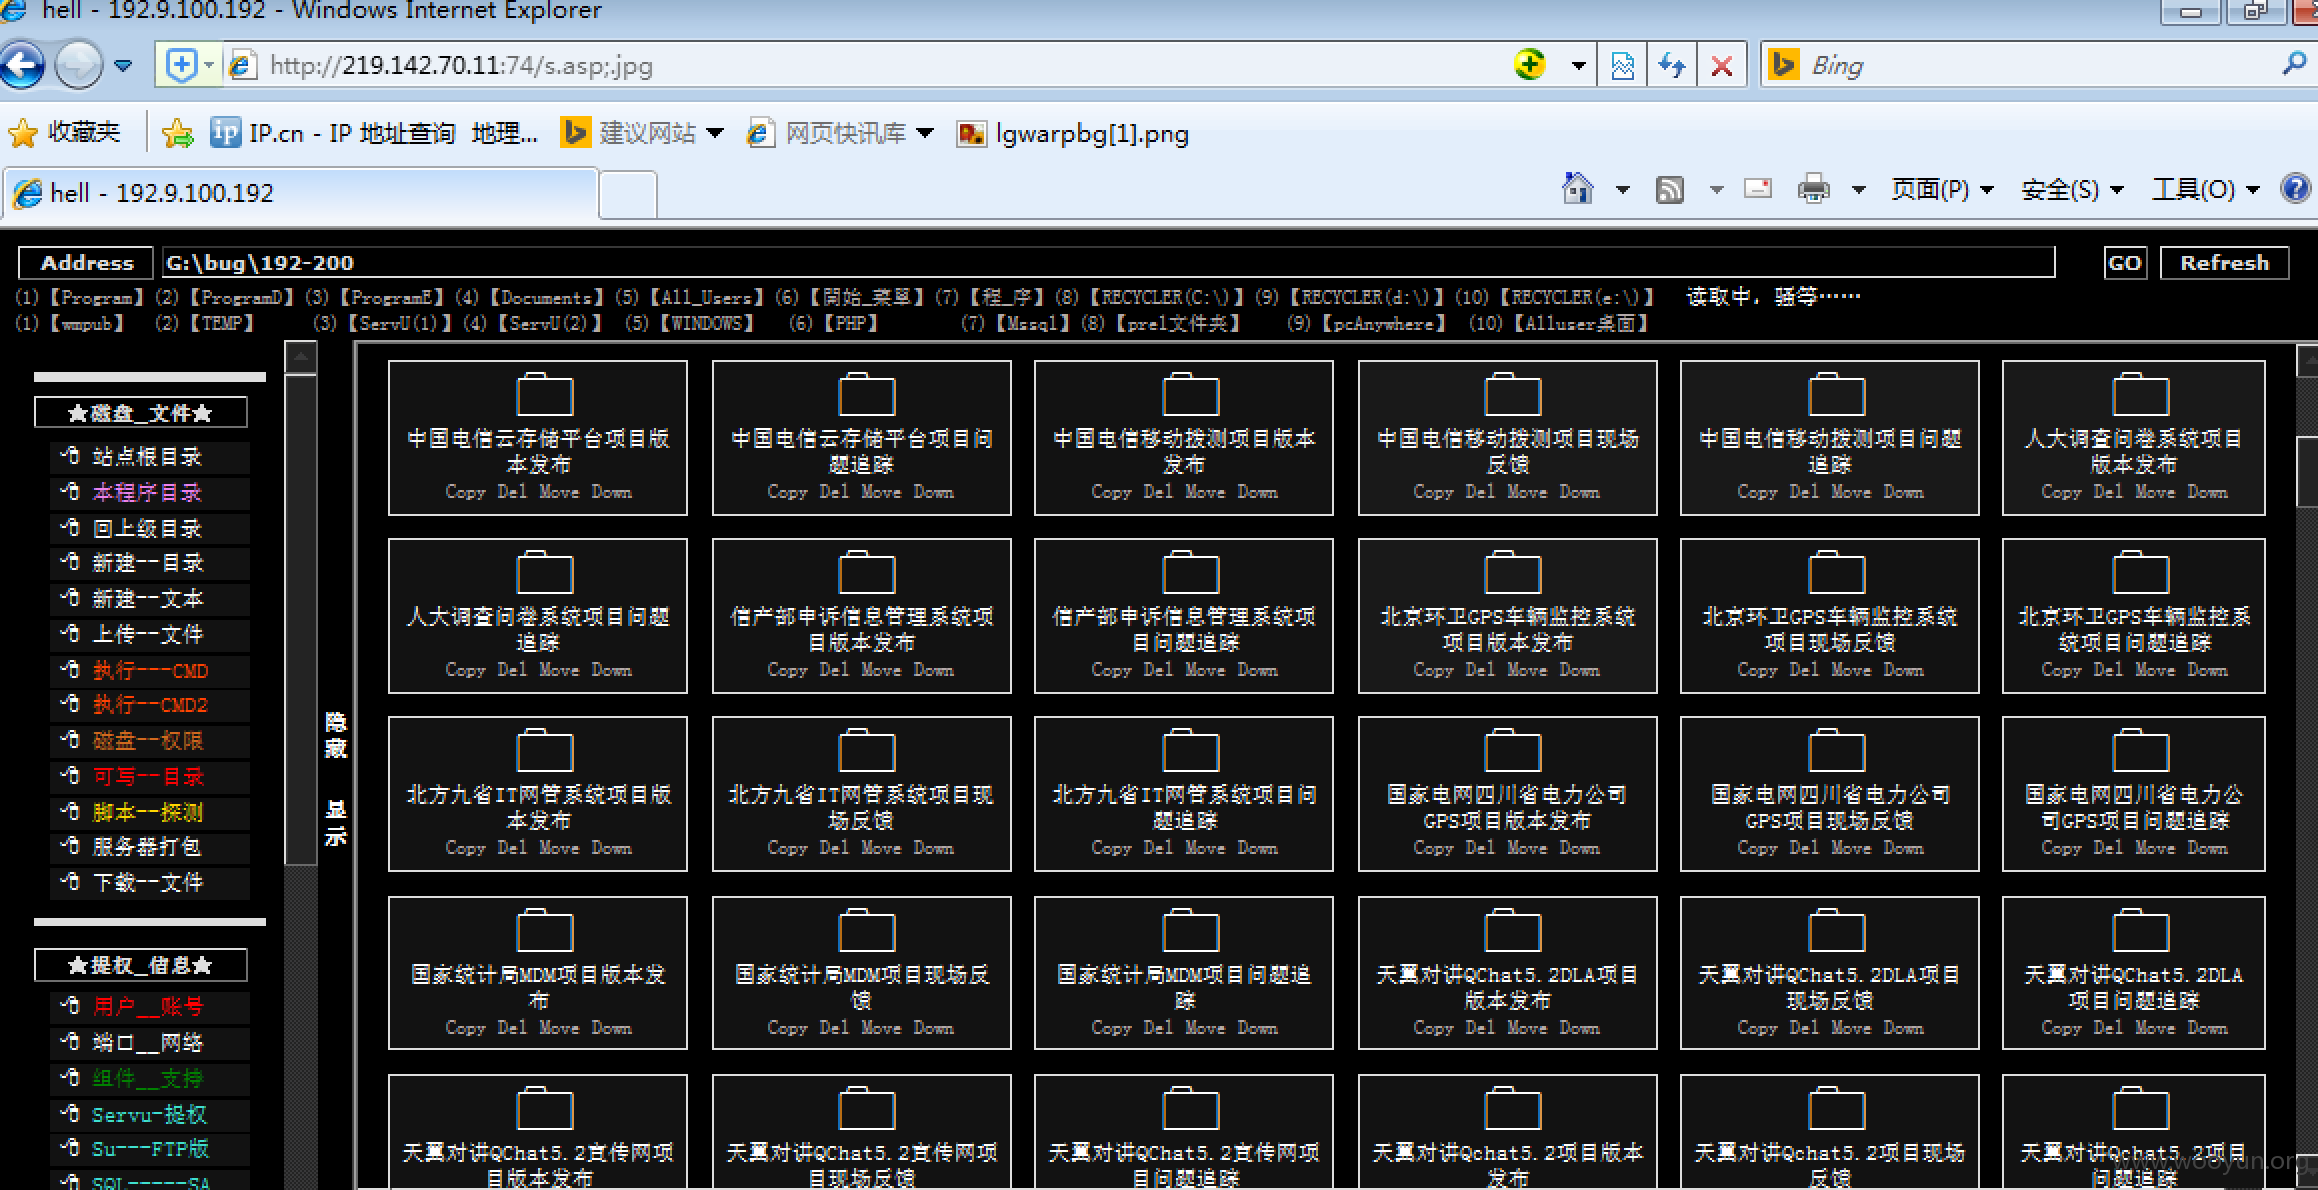 hell - 192.9.100.192 - Windows Internet Explorer
http://219.142.70.11:74/s.asp;.jpg
Bing
收藏夹
IP.cn - IP 地址查询 地理...
建议网站
网页快讯库
lgwarpbg[1].png
hell - 192.9.100.192
页面(P)
安全(S)
工具(O)
Address
G:\bug\192-200
GO
Refresh
(1)【Program】(2)【ProgramD】(3)【ProgramE】(4)【Documents】(5)【All_Users】(6)【開始_菜單】(7)【程_序】(8)【RECYCLER(C:\)】(9)【RECYCLER(d:\)】(10)【RECYCLER(e:\)】 读取中，骚等……
(1)【wmpub】 (2)【TEMP】 (3)【ServU(1)】(4)【ServU(2)】 (5)【WINDOWS】 (6)【PHP】 (7)【Mssql】(8)【prel文件夹】 (9)【pcAnywhere】 (10)【Alluser桌面】
★磁盘_文件★
站点根目录
本程序目录
回上级目录
新建--目录
新建--文本
上传--文件
执行---CMD
执行--CMD2
磁盘--权限
可写--目录
脚本--探测
服务器打包
下载--文件
★提权_信息★
用户__账号
端口__网络
组件__支持
Servu-提权
Su---FTP版
SQL-----SA
隐藏 显示
中国电信云存储平台项目版
本发布
Copy Del Move Down
中国电信云存储平台项目问
题追踪
Copy Del Move Down
中国电信移动拨测项目版本
发布
Copy Del Move Down
中国电信移动拨测项目现场
反馈
Copy Del Move Down
中国电信移动拨测项目问题
追踪
Copy Del Move Down
人大调查问卷系统项目
版本发布
Copy Del Move Down
人大调查问卷系统项目问题
追踪
Copy Del Move Down
信产部申诉信息管理系统项
目版本发布
Copy Del Move Down
信产部申诉信息管理系统项
目问题追踪
Copy Del Move Down
北京环卫GPS车辆监控系统
项目版本发布
Copy Del Move Down
北京环卫GPS车辆监控系统
项目现场反馈
Copy Del Move Down
北京环卫GPS车辆监控系
统项目问题追踪
Copy Del Move Down
北方九省IT网管系统项目版
本发布
Copy Del Move Down
北方九省IT网管系统项目现
场反馈
Copy Del Move Down
北方九省IT网管系统项目问
题追踪
Copy Del Move Down
国家电网四川省电力公司
GPS项目版本发布
Copy Del Move Down
国家电网四川省电力公司
GPS项目现场反馈
Copy Del Move Down
国家电网四川省电力公
司GPS项目问题追踪
Copy Del Move Down
国家统计局MDM项目版本发
布
Copy Del Move Down
国家统计局MDM项目现场反
馈
Copy Del Move Down
国家统计局MDM项目问题追
踪
Copy Del Move Down
天翼对讲QChat5.2DLA项目
版本发布
Copy Del Move Down
天翼对讲QChat5.2DLA项目
现场反馈
Copy Del Move Down
天翼对讲QChat5.2DLA
项目问题追踪
Copy Del Move Down
天翼对讲QChat5.2宣传网项
目版本发布
天翼对讲QChat5.2宣传网项
目现场反馈
天翼对讲QChat5.2宣传网项
目问题追踪
天翼对讲Qchat5.2项目版本
发布
天翼对讲Qchat5.2项目现场
反馈
天翼对讲Qchat5.2项目
问题追踪
www.wooyun.org